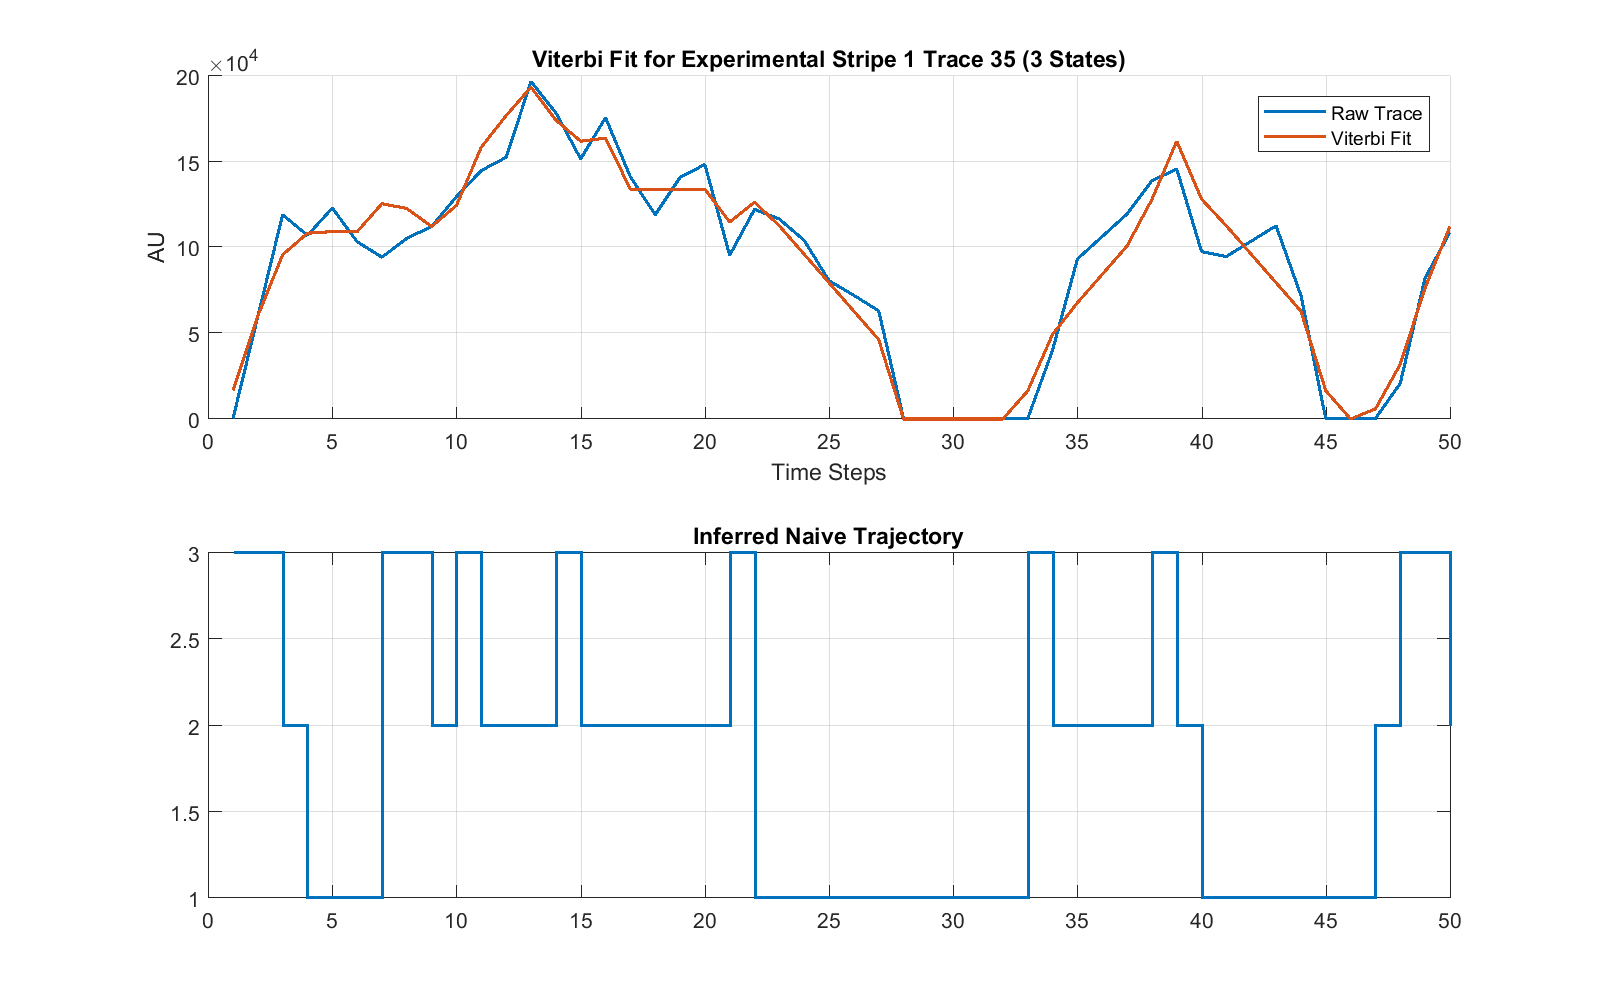 Viterbi Fit for Experimental Stripe 1 Trace 35 (3 States)
×10^4
20
15
10
5
0
AU
Raw Trace
Viterbi Fit
0 5 10 15 20 25 30 35 40 45 50
Time Steps
Inferred Naive Trajectory
3
2.5
2
1.5
1
0 5 10 15 20 25 30 35 40 45 50